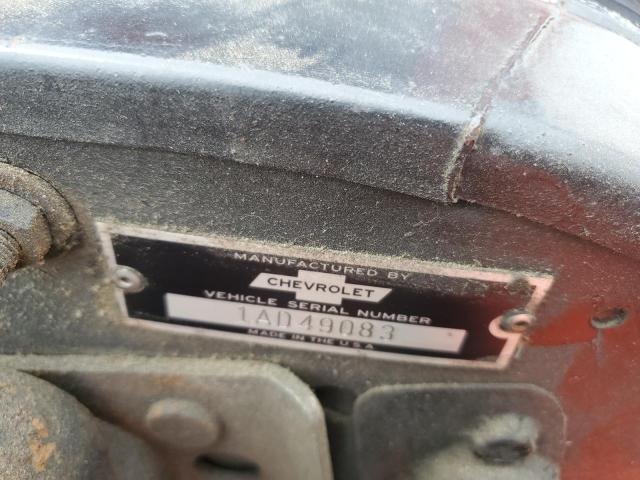 MANUFACTURED BY
CHEVROLET
VEHICLE SERIAL NUMBER
1AD49083
MADE IN THE U.S.A